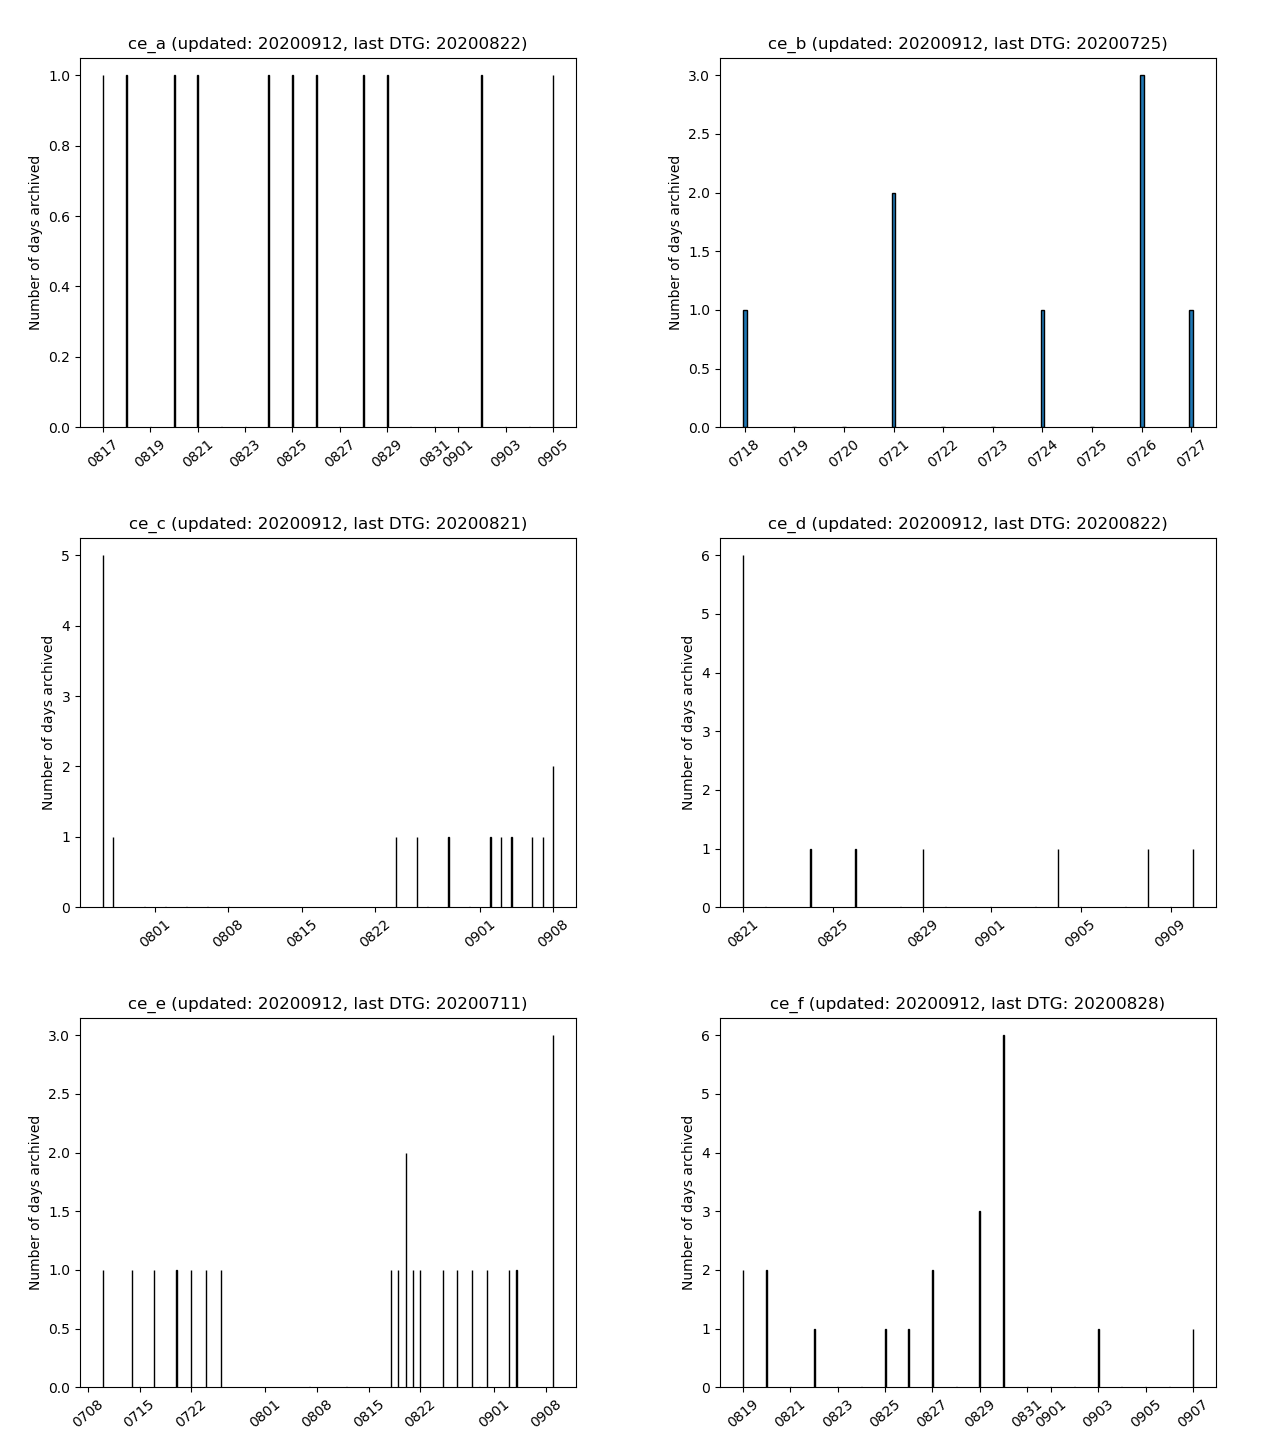 ce_a (updated: 20200912, last DTG: 20200822)
Number of days archived
1.0
0.8
0.6
0.4
0.2
0.0
0817 0819 0821 0823 0825 0827 0829 0831 0901 0903 0905
ce_b (updated: 20200912, last DTG: 20200725)
Number of days archived
3.0
2.5
2.0
1.5
1.0
0.5
0.0
0718 0719 0720 0721 0722 0723 0724 0725 0726 0727
ce_c (updated: 20200912, last DTG: 20200821)
Number of days archived
5
4
3
2
1
0
0801 0808 0815 0822 0901 0908
ce_d (updated: 20200912, last DTG: 20200822)
Number of days archived
6
5
4
3
2
1
0
0821 0825 0829 0901 0905 0909
ce_e (updated: 20200912, last DTG: 20200711)
Number of days archived
3.0
2.5
2.0
1.5
1.0
0.5
0.0
0708 0715 0722 0801 0808 0815 0822 0901 0908
ce_f (updated: 20200912, last DTG: 20200828)
Number of days archived
6
5
4
3
2
1
0
0819 0821 0823 0825 0827 0829 0831 0901 0903 0905 0907